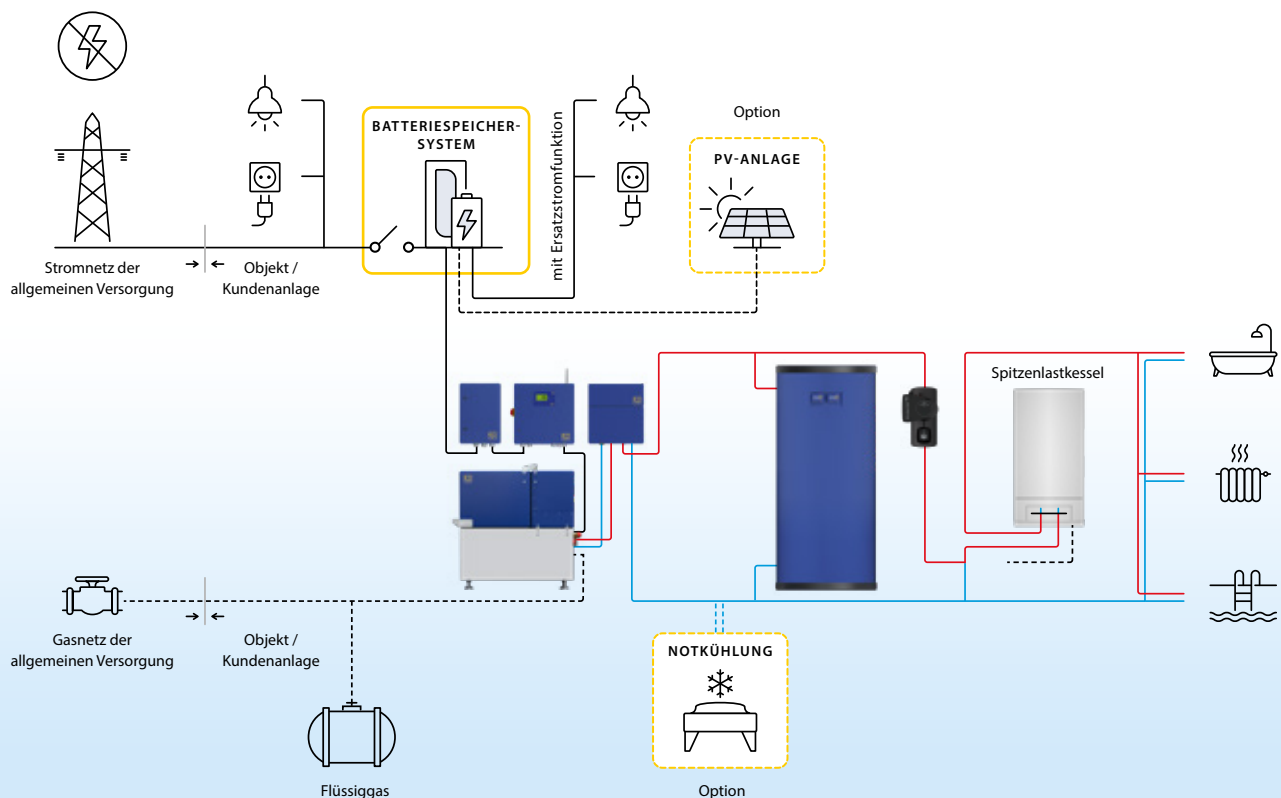 Option
BATTERIESPEICHER-
SYSTEM
mit Ersatzstromfunktion
PV-ANLAGE
Stromnetz der
allgemeinen Versorgung
Objekt /
Kundenanlage
Spitzenlastkessel
Gasnetz der
allgemeinen Versorgung
Objekt /
Kundenanlage
NOTKÜHLUNG
Flüssiggas
Option